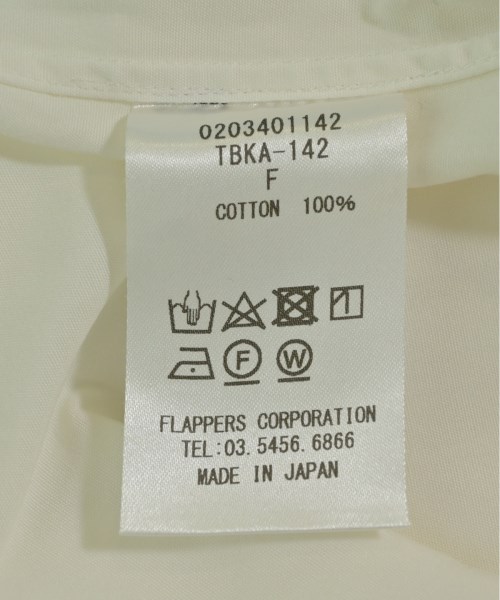 0203401142
TBKA-142
F
COTTON 100%
F W
FLAPPERS CORPORATION
TEL:03.5456.6866
MADE IN JAPAN